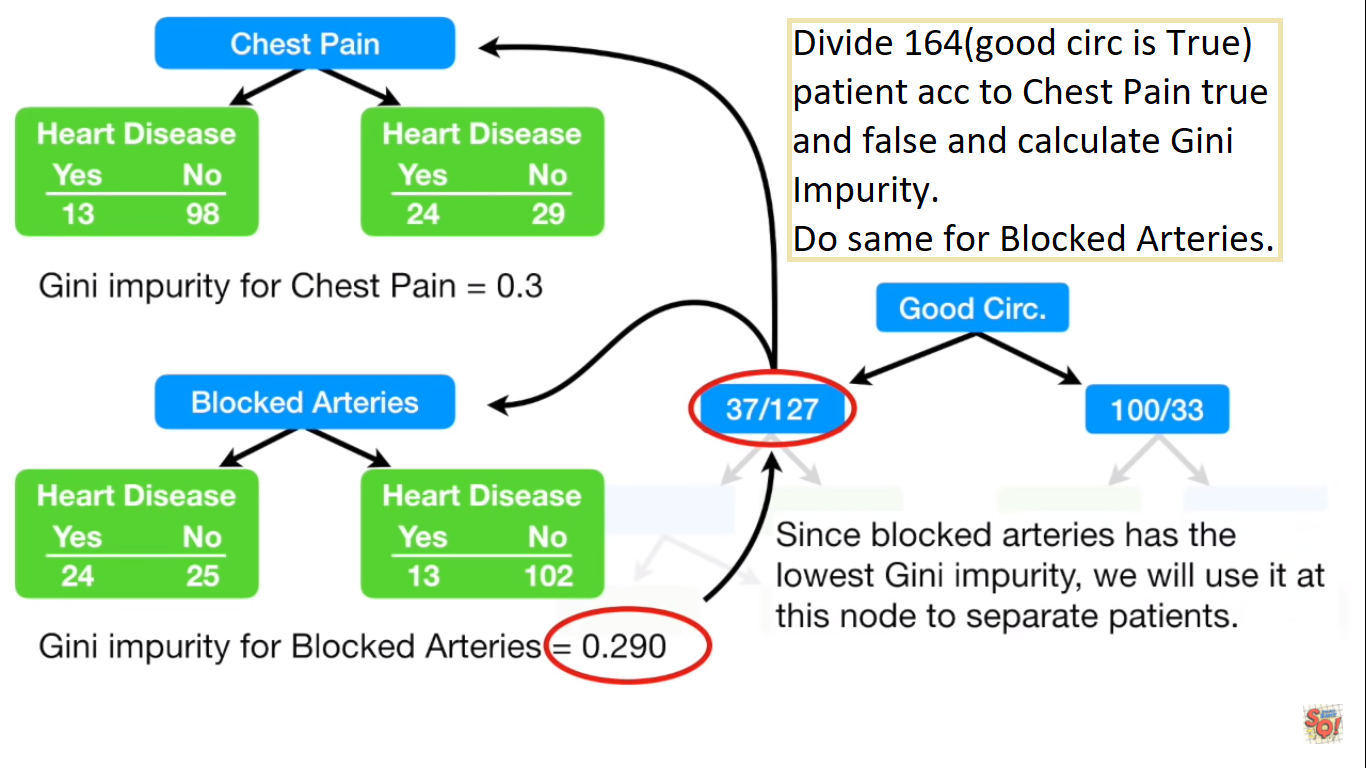 Chest Pain
Heart Disease
Yes No
13 98
Heart Disease
Yes No
24 29
Gini impurity for Chest Pain = 0.3
Divide 164(good circ is True)
patient acc to Chest Pain true
and false and calculate Gini
Impurity.
Do same for Blocked Arteries.
Good Circ.
37/127
100/33
Blocked Arteries
Heart Disease
Yes No
24 25
Heart Disease
Yes No
13 102
Gini impurity for Blocked Arteries = 0.290
Since blocked arteries has the
lowest Gini impurity, we will use it at
this node to separate patients.
SQ!